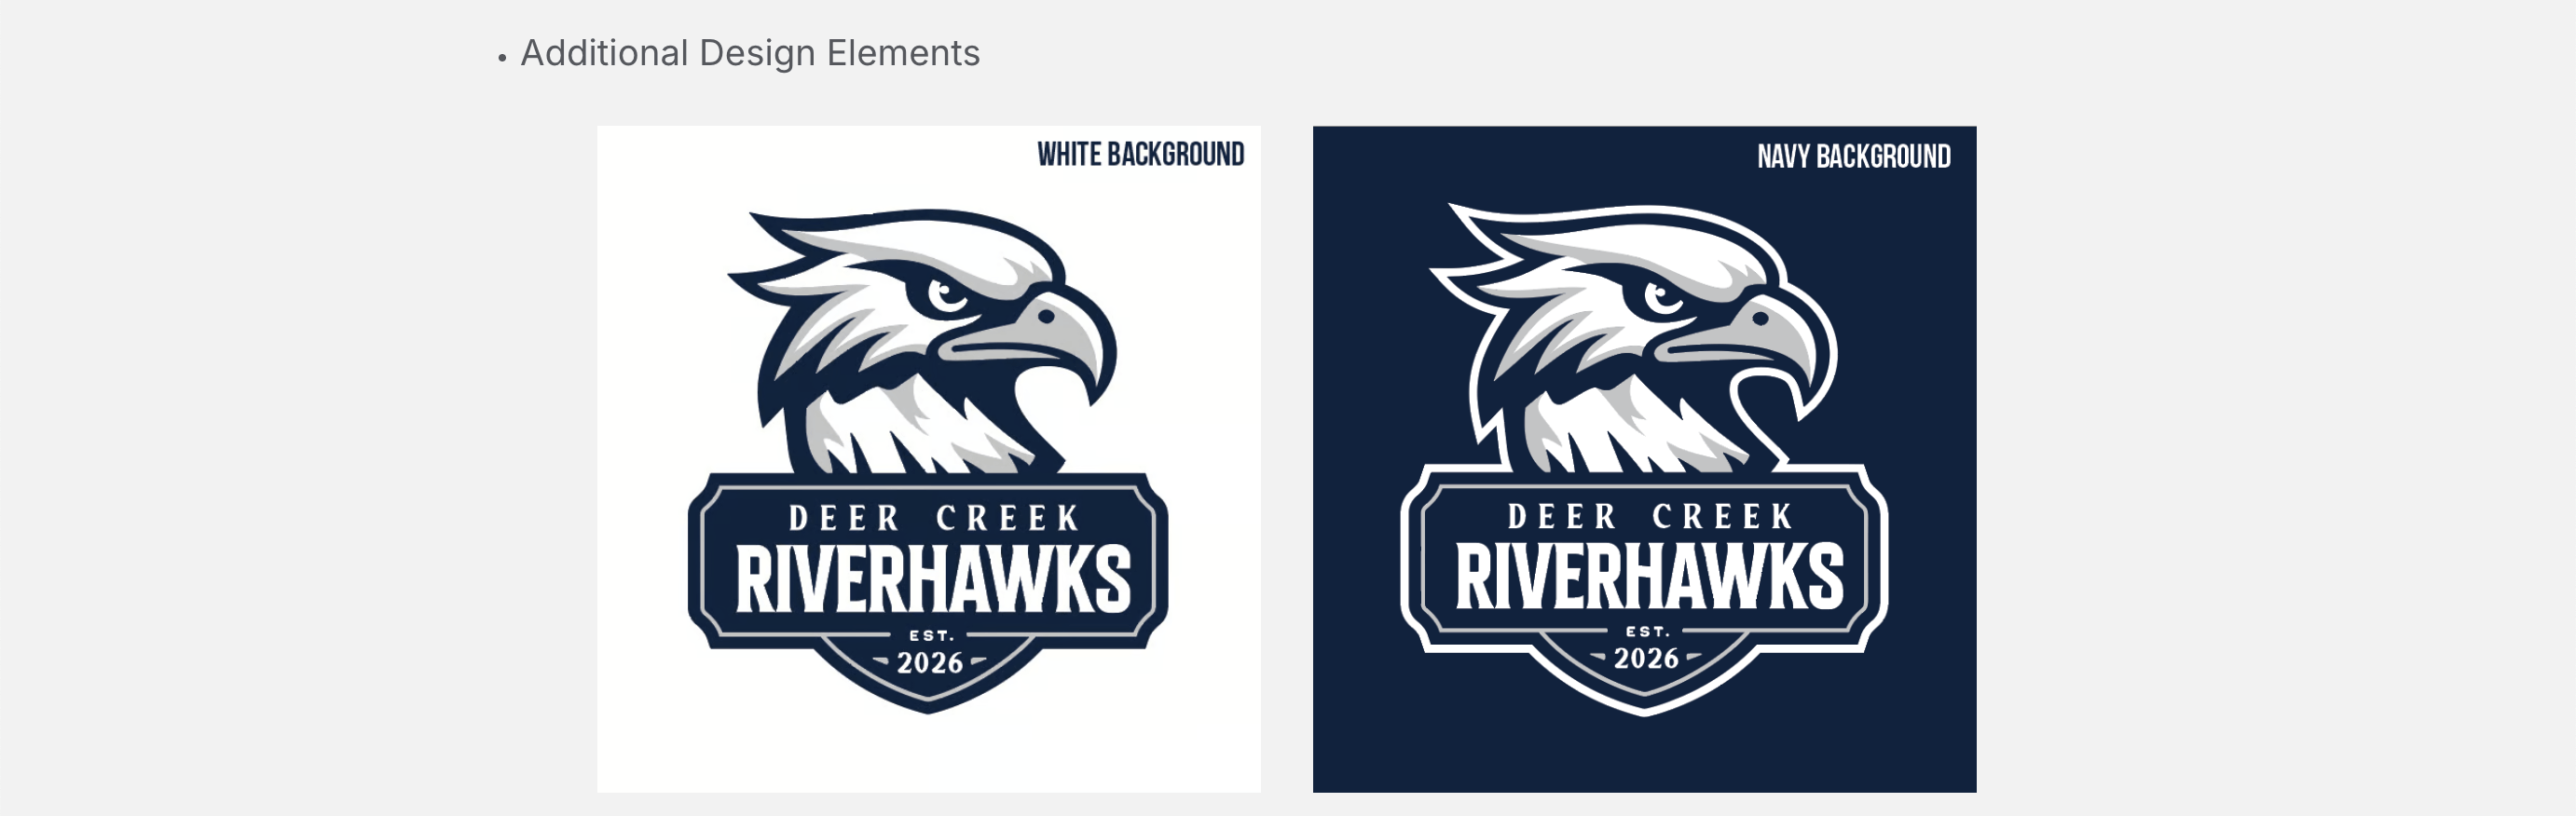 • Additional Design Elements
WHITE BACKGROUND
DEER CREEK
RIVERHAWKS
EST.
2026
NAVY BACKGROUND
DEER CREEK
RIVERHAWKS
EST.
2026